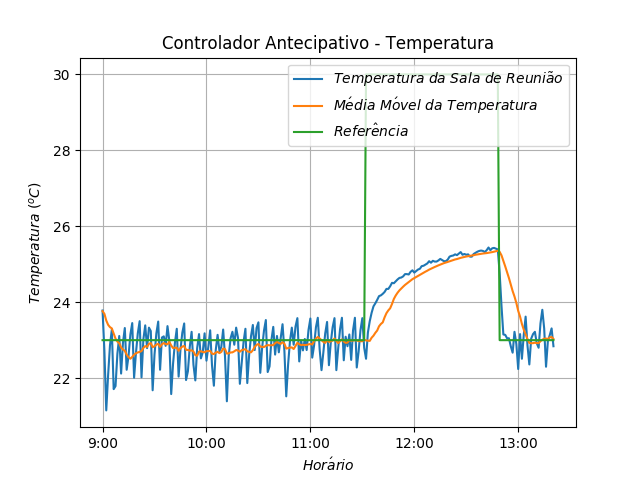 Controlador Antecipativo - Temperatura
30
28
26
24
22
Temperatura (ºC)
Temperatura da Sala de Reunião
Média Móvel da Temperatura
Referência
9:00
10:00
11:00
12:00
13:00
Horário